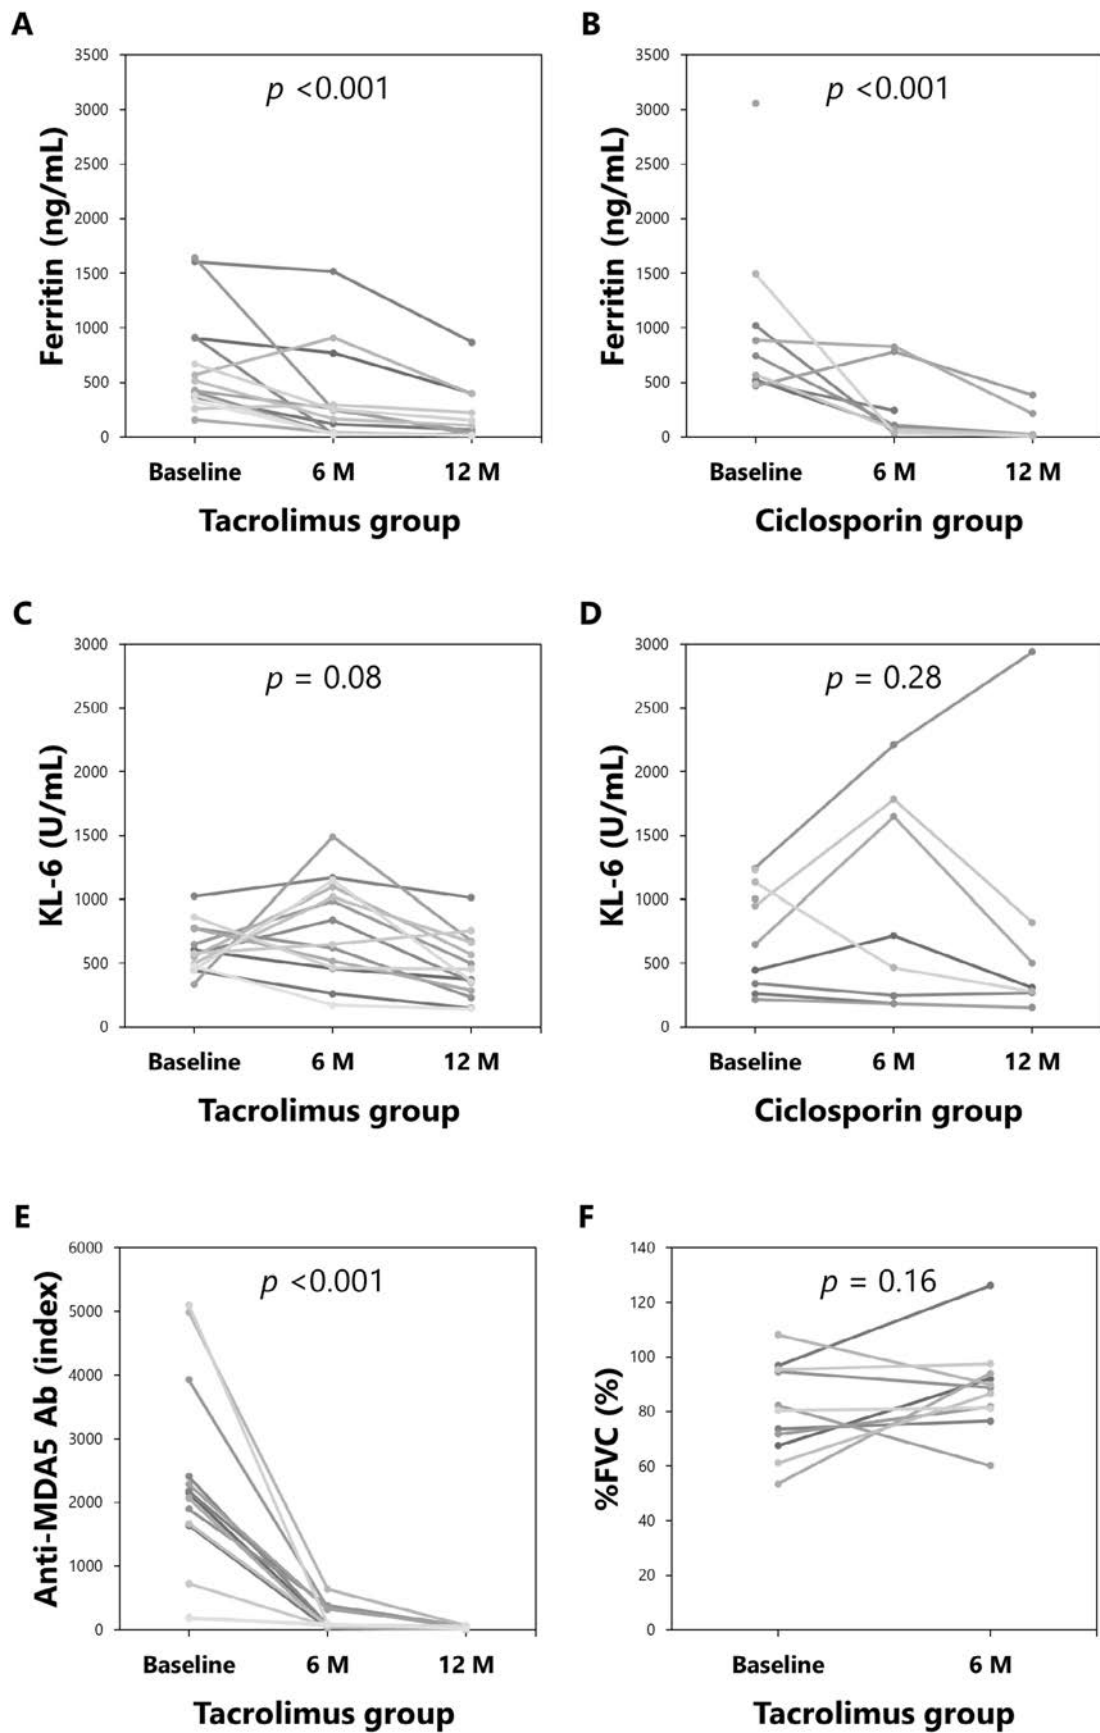 A
Ferritin (ng/mL)
3500
3000
2500
2000
1500
1000
500
0
p <0.001
Baseline 6 M 12 M
Tacrolimus group
B
Ferritin (ng/mL)
3500
3000
2500
2000
1500
1000
500
0
p <0.001
Baseline 6 M 12 M
Ciclosporin group
C
KL-6 (U/mL)
3000
2500
2000
1500
1000
500
0
p = 0.08
Baseline 6 M 12 M
Tacrolimus group
D
KL-6 (U/mL)
3000
2500
2000
1500
1000
500
0
p = 0.28
Baseline 6 M 12 M
Ciclosporin group
E
Anti-MDA5 Ab (index)
6000
5000
4000
3000
2000
1000
0
p <0.001
Baseline 6 M 12 M
Tacrolimus group
F
%FVC (%)
140
120
100
80
60
40
20
0
p = 0.16
Baseline 6 M
Tacrolimus group